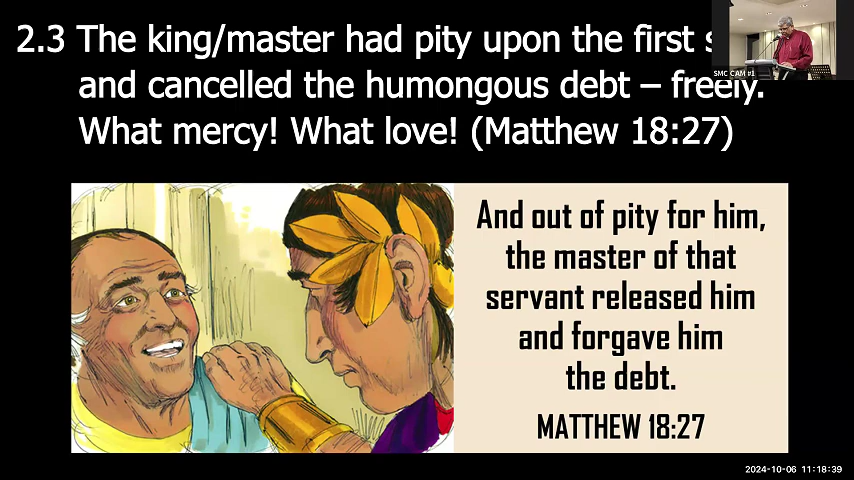 2.3 The king/master had pity upon the first s
and cancelled the humongous debt – freely.
What mercy! What love! (Matthew 18:27)
SMC CAM #1
And out of pity for him,
the master of that
servant released him
and forgave him
the debt.
MATTHEW 18:27
2024-10-06 11:18:39